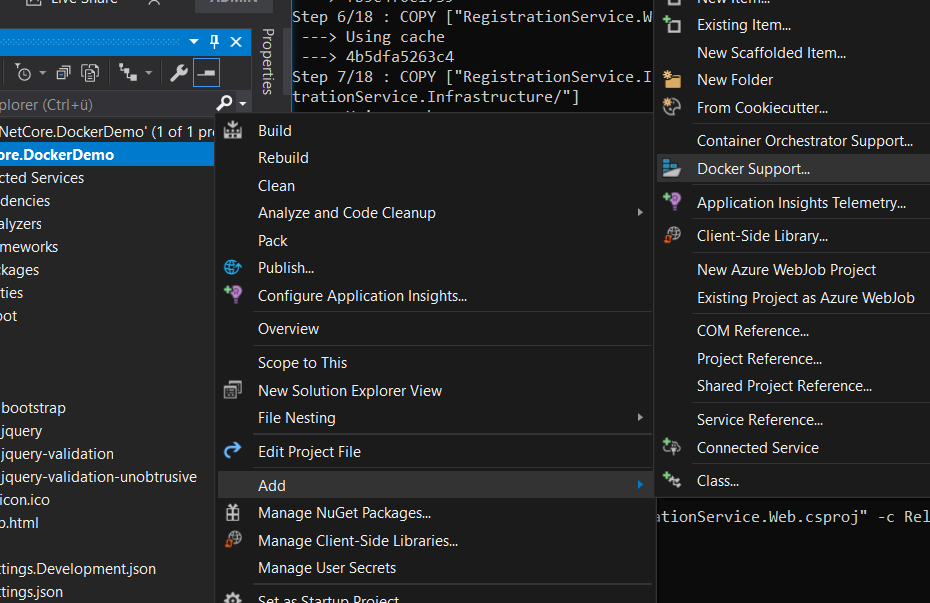 Live Share
ADMIN
Step 6/18 : COPY ["RegistrationService.W
---> Using cache
---> 4b5dfa5263c4
Step 7/18 : COPY ["RegistrationService.I
trationService.Infrastructure/"]
Properties
plorer (Ctrl+ü)
NetCore.DockerDemo' (1 of 1 pr
ore.DockerDemo
cted Services
dencies
alyzers
meworks
ckages
ties
oot
bootstrap
jquery
jquery-validation
jquery-validation-unobtrusive
icon.ico
p.html
ttings.Development.json
ttings.json
Build
Rebuild
Clean
Analyze and Code Cleanup
Pack
Publish...
Configure Application Insights...
Overview
Scope to This
New Solution Explorer View
File Nesting
Edit Project File
Add
Manage NuGet Packages...
Manage Client-Side Libraries...
Manage User Secrets
Set as Startup Project
New Item...
Existing Item...
New Scaffolded Item...
New Folder
From Cookiecutter...
Container Orchestrator Support...
Docker Support...
Application Insights Telemetry...
Client-Side Library...
New Azure WebJob Project
Existing Project as Azure WebJob
COM Reference...
Project Reference...
Shared Project Reference...
Service Reference...
Connected Service
Class...
ationService.Web.csproj" -c Rel